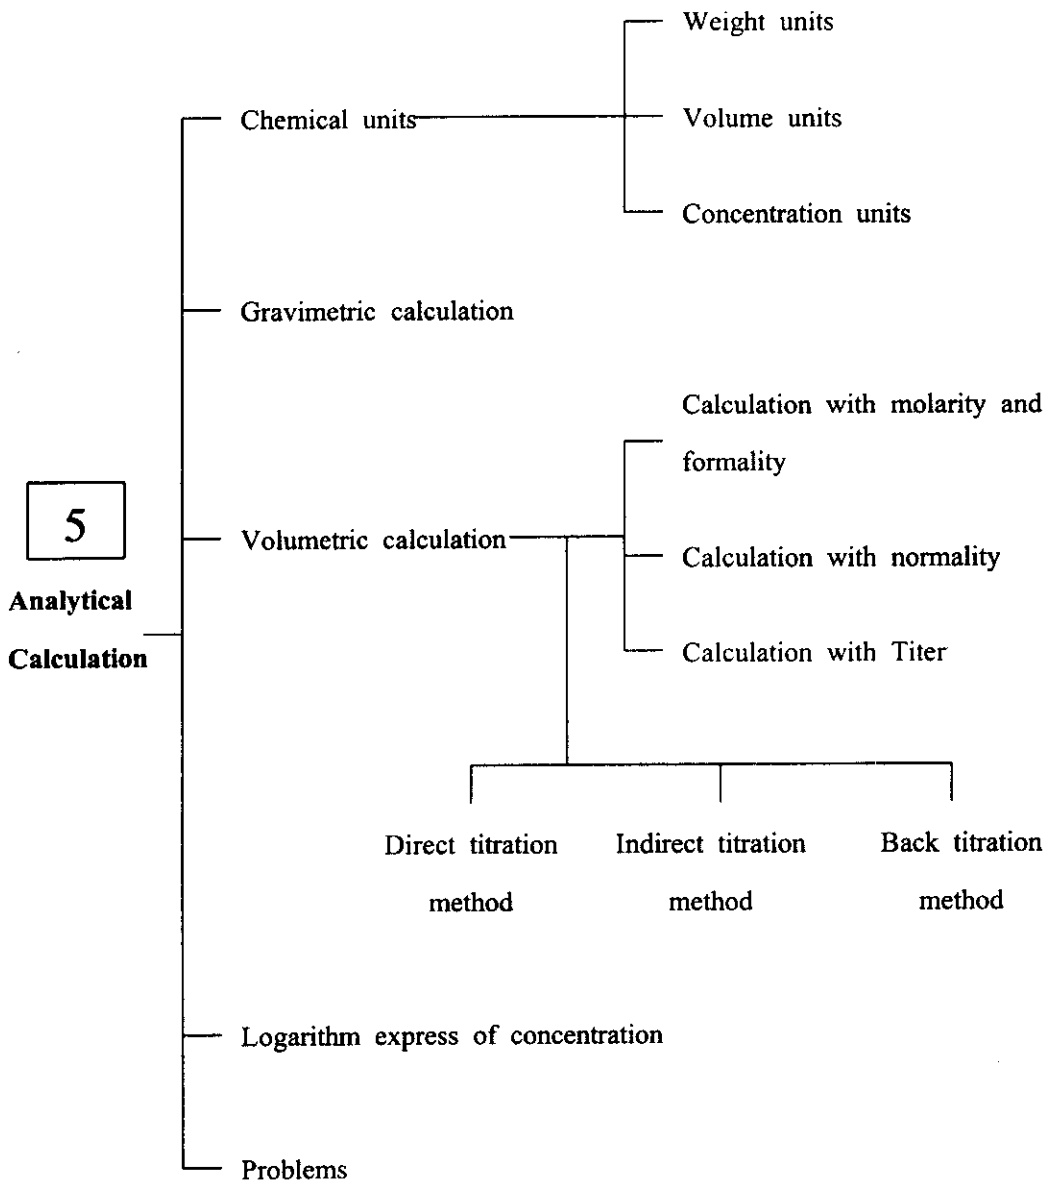 Weight units
Chemical units
Volume units
Concentration units
Gravimetric calculation
Calculation with molarity and
formality
5
Analytical
Calculation
Volumetric calculation
Calculation with normality
Calculation with Titer
Direct titration
method
Indirect titration
method
Back titration
method
Logarithm express of concentration
Problems